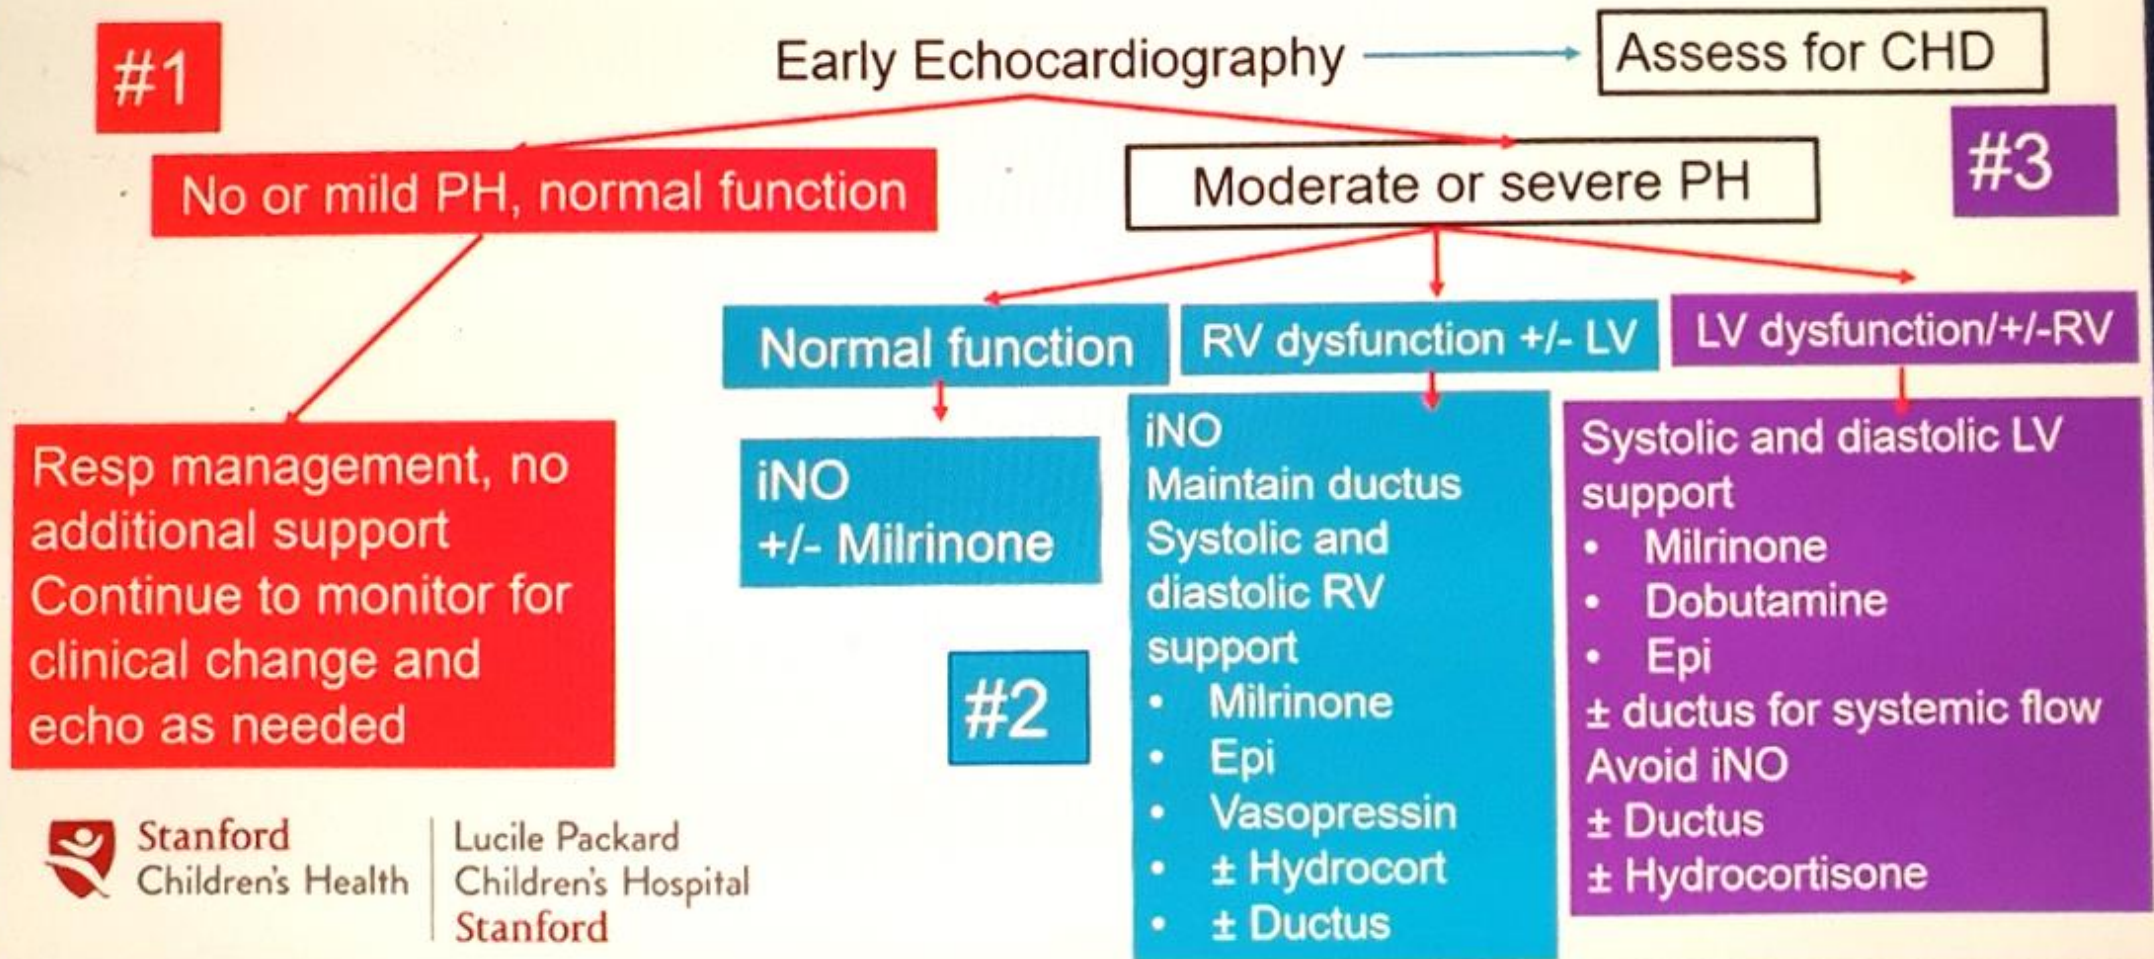 #1
Early Echocardiography
Assess for CHD
#3
No or mild PH, normal function
Moderate or severe PH
Normal function
RV dysfunction +/- LV
LV dysfunction/+/-RV
Resp management, no
additional support
Continue to monitor for
clinical change and
echo as needed
iNO
+/- Milrinone
#2
iNO
Maintain ductus
Systolic and
diastolic RV
support
• Milrinone
• Epi
• Vasopressin
• ± Hydrocort
• ± Ductus
Systolic and diastolic LV
support
• Milrinone
• Dobutamine
• Epi
± ductus for systemic flow
Avoid iNO
± Ductus
± Hydrocortisone
Stanford
Children's Health
Lucile Packard
Children's Hospital
Stanford